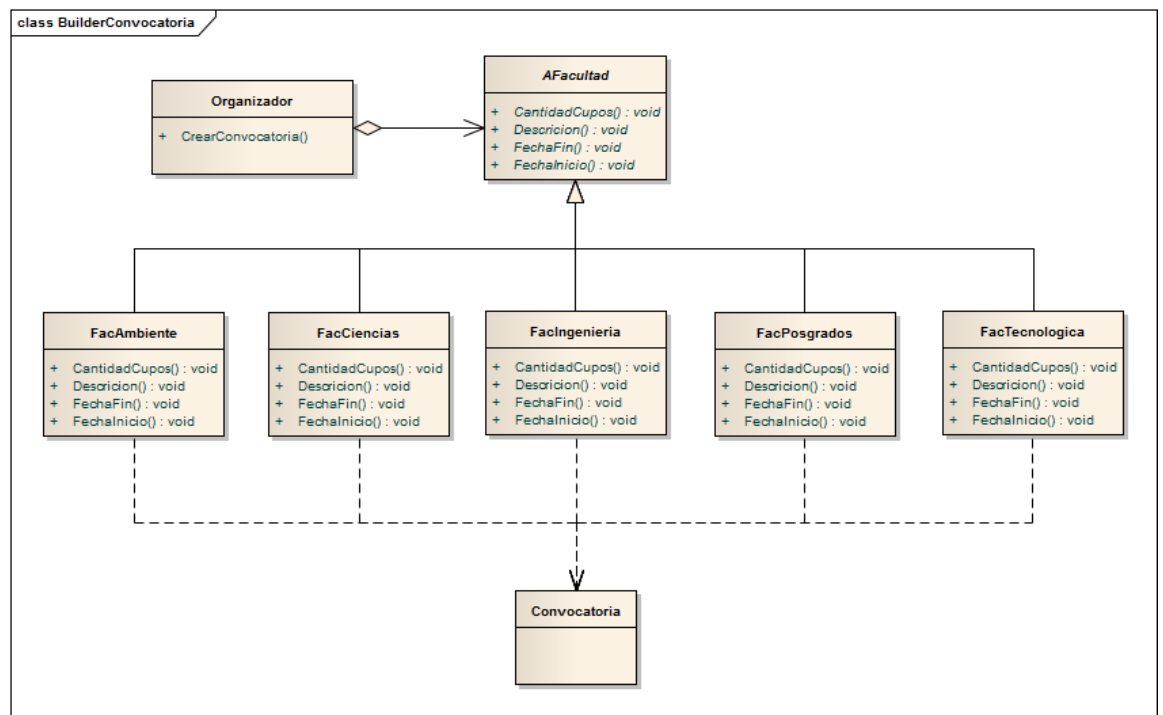 class BuilderConvocatoria
Organizador
+ CrearConvocatoria()
AFacultad
+ CantidadCupos() : void
+ Descricion() : void
+ FechaFin() : void
+ FechaInicio() : void
FacAmbiente
+ CantidadCupos() : void
+ Descricion() : void
+ FechaFin() : void
+ FechaInicio() : void
FacCiencias
+ CantidadCupos() : void
+ Descricion() : void
+ FechaFin() : void
+ FechaInicio() : void
FacIngenieria
+ CantidadCupos() : void
+ Descricion() : void
+ FechaFin() : void
+ FechaInicio() : void
FacPosgrados
+ CantidadCupos() : void
+ Descricion() : void
+ FechaFin() : void
+ FechaInicio() : void
FacTecnologica
+ CantidadCupos() : void
+ Descricion() : void
+ FechaFin() : void
+ FechaInicio() : void
Convocatoria